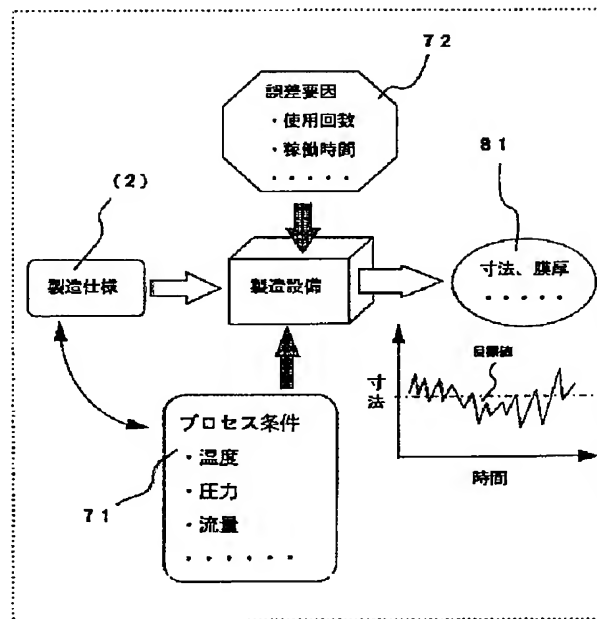 ７２
誤差要因
・使用回数
・稼働時間
・・・・・
８１
（２）
製造仕様
製造設備
寸法、膜厚
・・・・・
目標値
寸法
時間
プロセス条件
・温度
・圧力
・流量
・・・・・・
７１